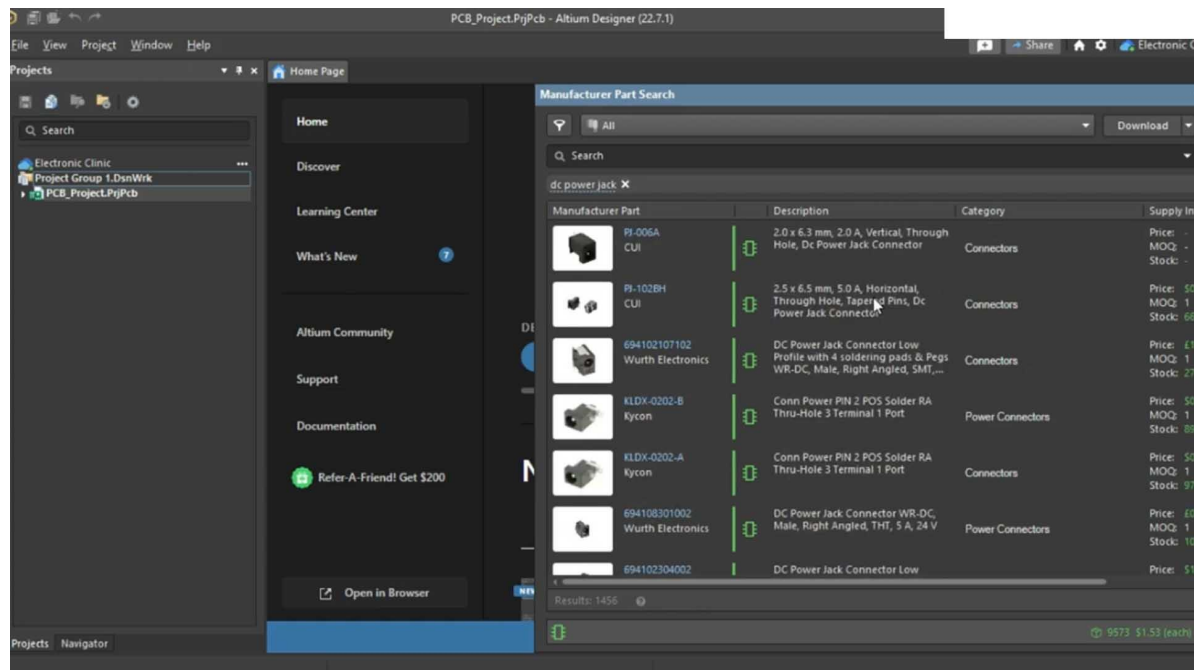 PCB_Project.PrjPcb - Altium Designer (22.7.1)
File View Project Window Help
Share
Electronic
Projects
Home Page
Search
Electronic Clinic
Project Group 1.DsnWrk
PCB_Project.PrjPcb
Home
Discover
Learning Center
What's New 7
Altium Community
Support
Documentation
Refer-A-Friend! Get $200
Open in Browser
Projects Navigator
Manufacturer Part Search
All
Download
Search
dc power jack
Manufacturer Part Description Category Supply
PJ-006A
CUI
2.0 x 6.3 mm, 2.0 A, Vertical, Through
Hole, Dc Power Jack Connector
Connectors
Price: -
MOQ: -
Stock: -
PJ-102BH
CUI
2.5 x 6.5 mm, 5.0 A, Horizontal,
Through Hole, Tapered Pins, Dc
Power Jack Connector
Connectors
Price:
MOQ: 1
Stock:
694102107102
Wurth Electronics
DC Power Jack Connector Low
Profile with 4 soldering pads & Pegs
WR-DC, Male, Right Angled, SMT,...
Connectors
Price:
MOQ: 1
Stock:
KLDX-0202-B
Kycon
Conn Power PIN 2 POS Solder RA
Thru-Hole 3 Terminal 1 Port
Power Connectors
Price:
MOQ: 1
Stock:
KLDX-0202-A
Kycon
Conn Power PIN 2 POS Solder RA
Thru-Hole 3 Terminal 1 Port
Connectors
Price:
MOQ: 1
Stock:
694108301002
Wurth Electronics
DC Power Jack Connector WR-DC,
Male, Right Angled, THT, 5 A, 24 V
Power Connectors
Price:
MOQ: 1
Stock:
694102304002
DC Power Jack Connector Low
Price:
Results: 1456
9573 $1.53 (each)